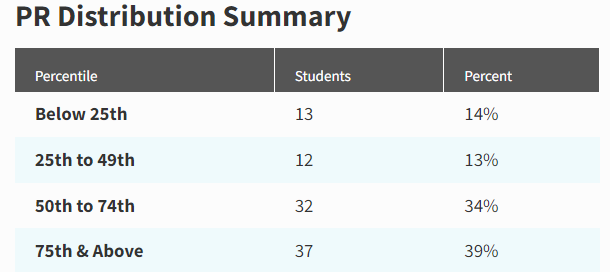 PR Distribution Summary
Percentile Students Percent
Below 25th 13 14%
25th to 49th 12 13%
50th to 74th 32 34%
75th & Above 37 39%